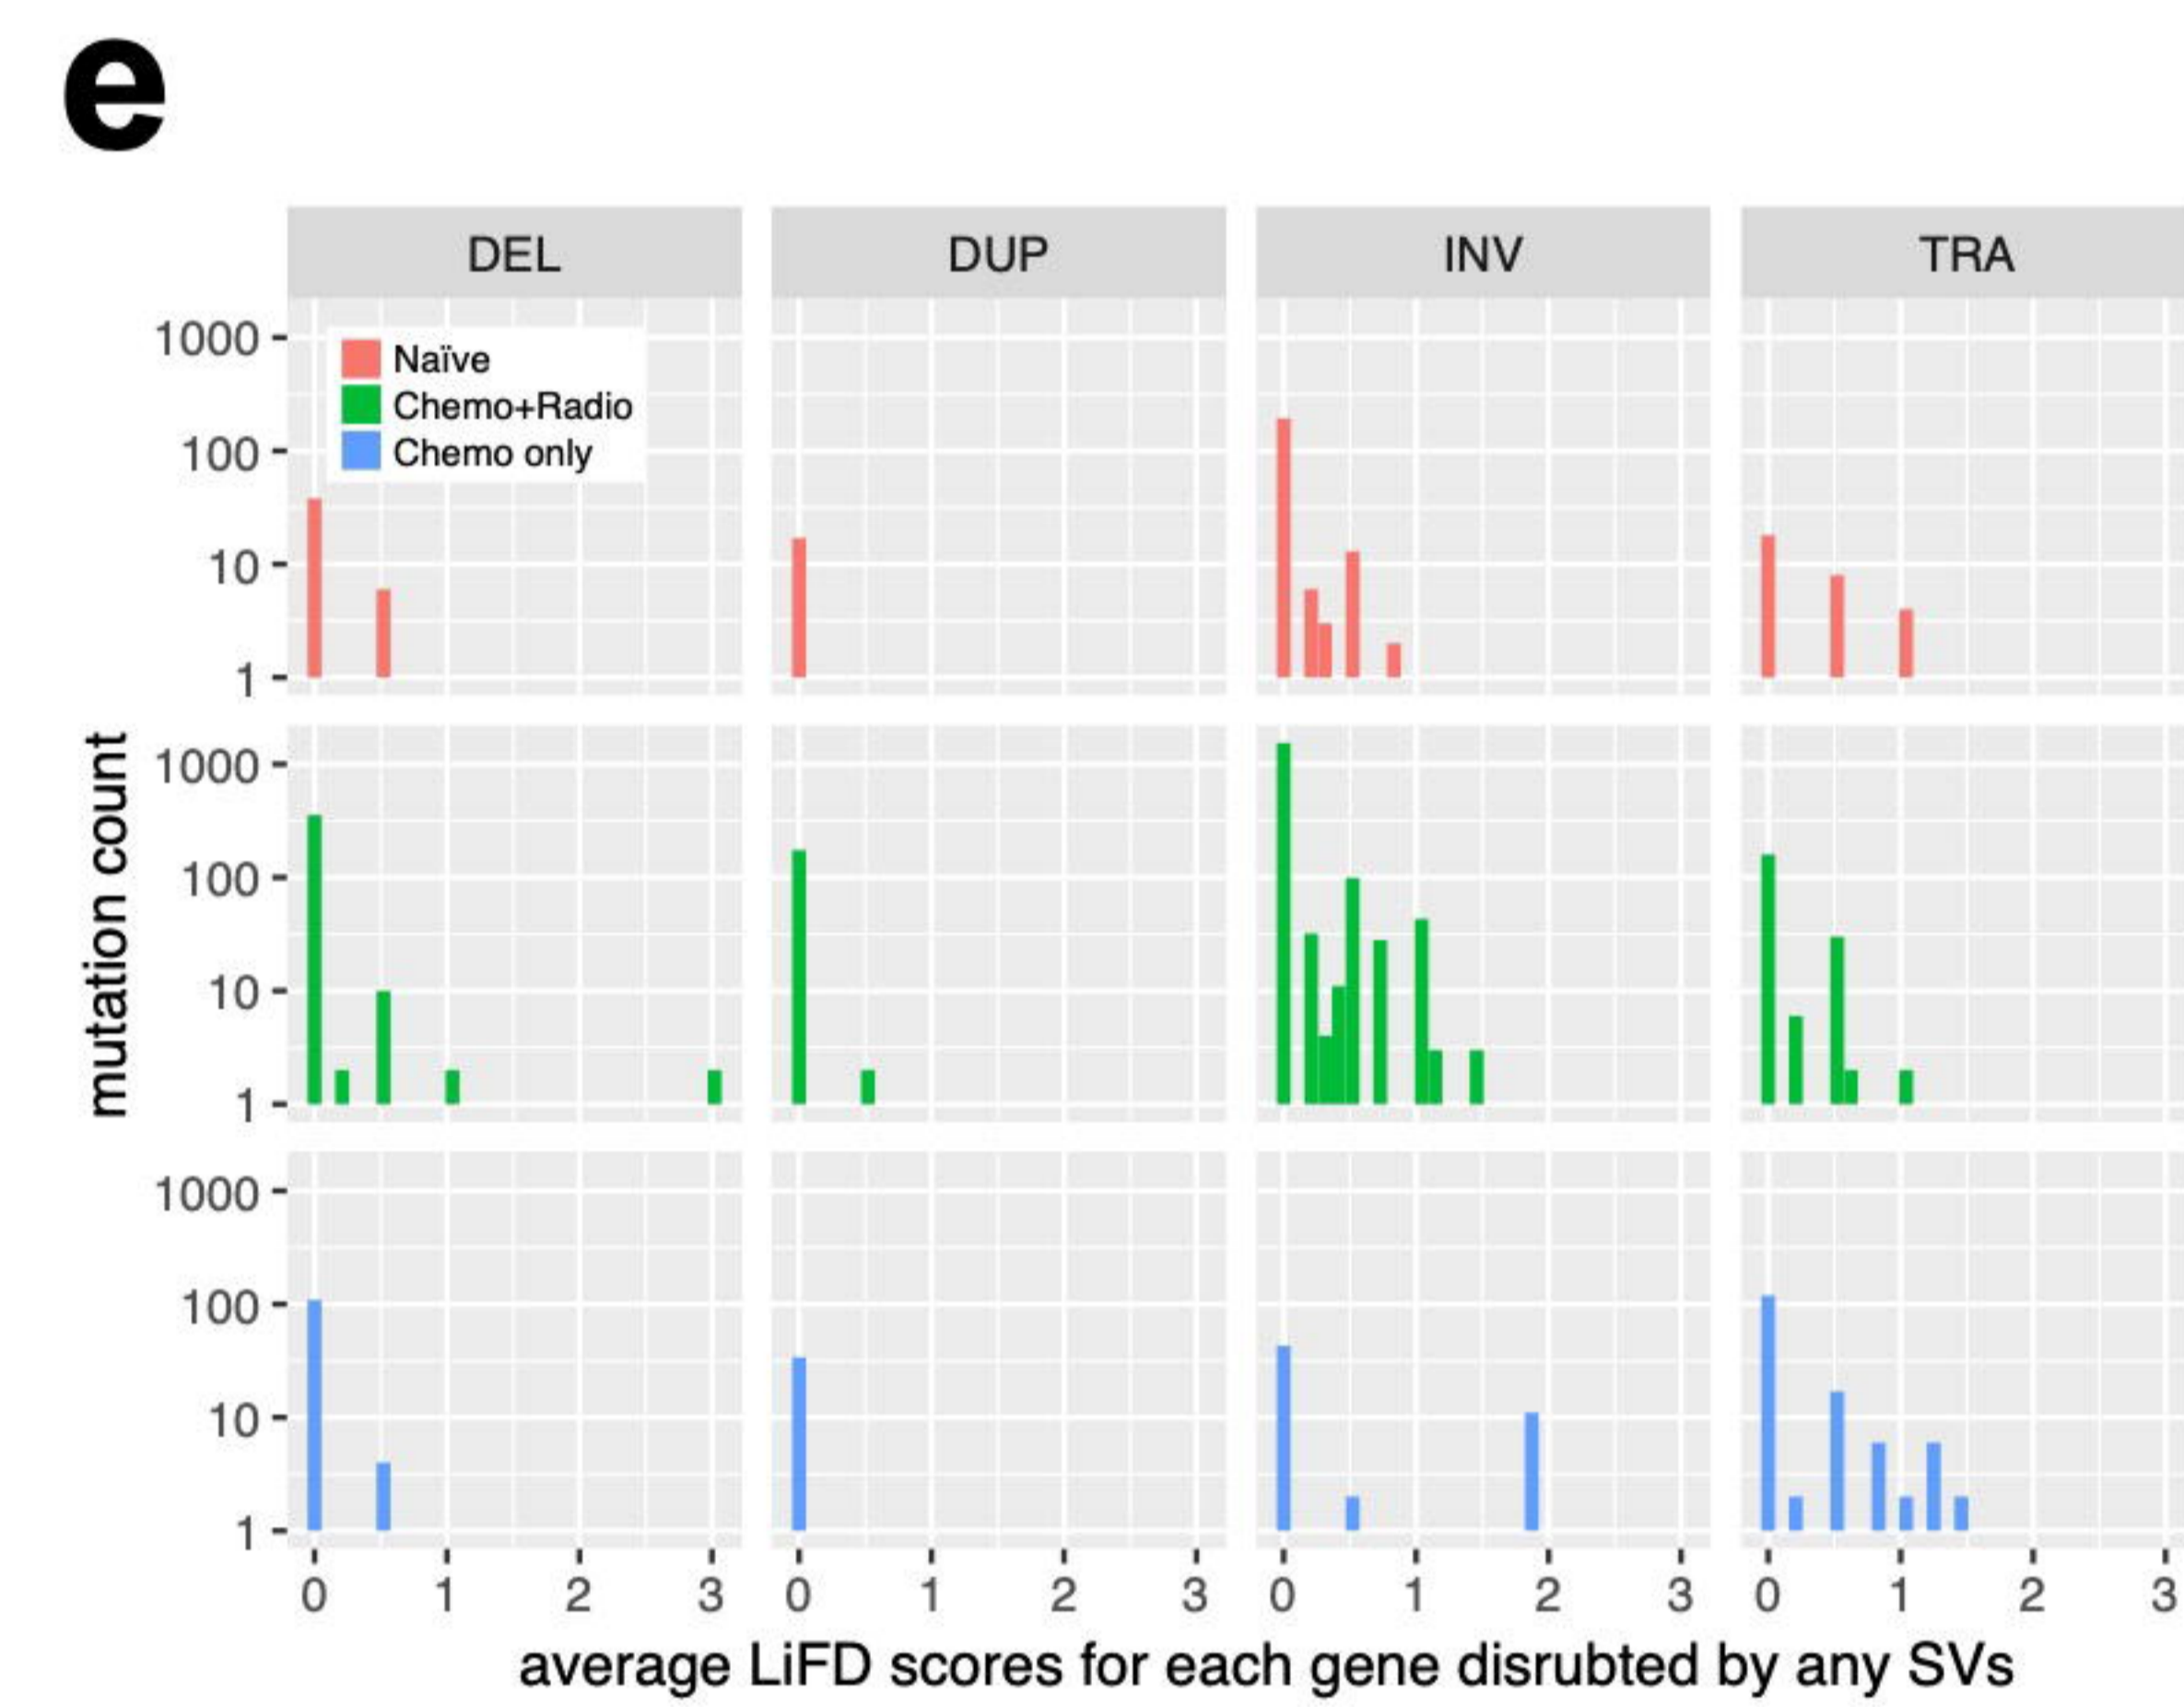 e
DEL DUP INV TRA
1000
Naïve
Chemo+Radio
100
Chemo only
10
1
mutation count
1000
100
10
1
1000
100
10
1
0 1 2 3 0 1 2 3 0 1 2 3 0 1 2 3
average LiFD scores for each gene disrubted by any SVs